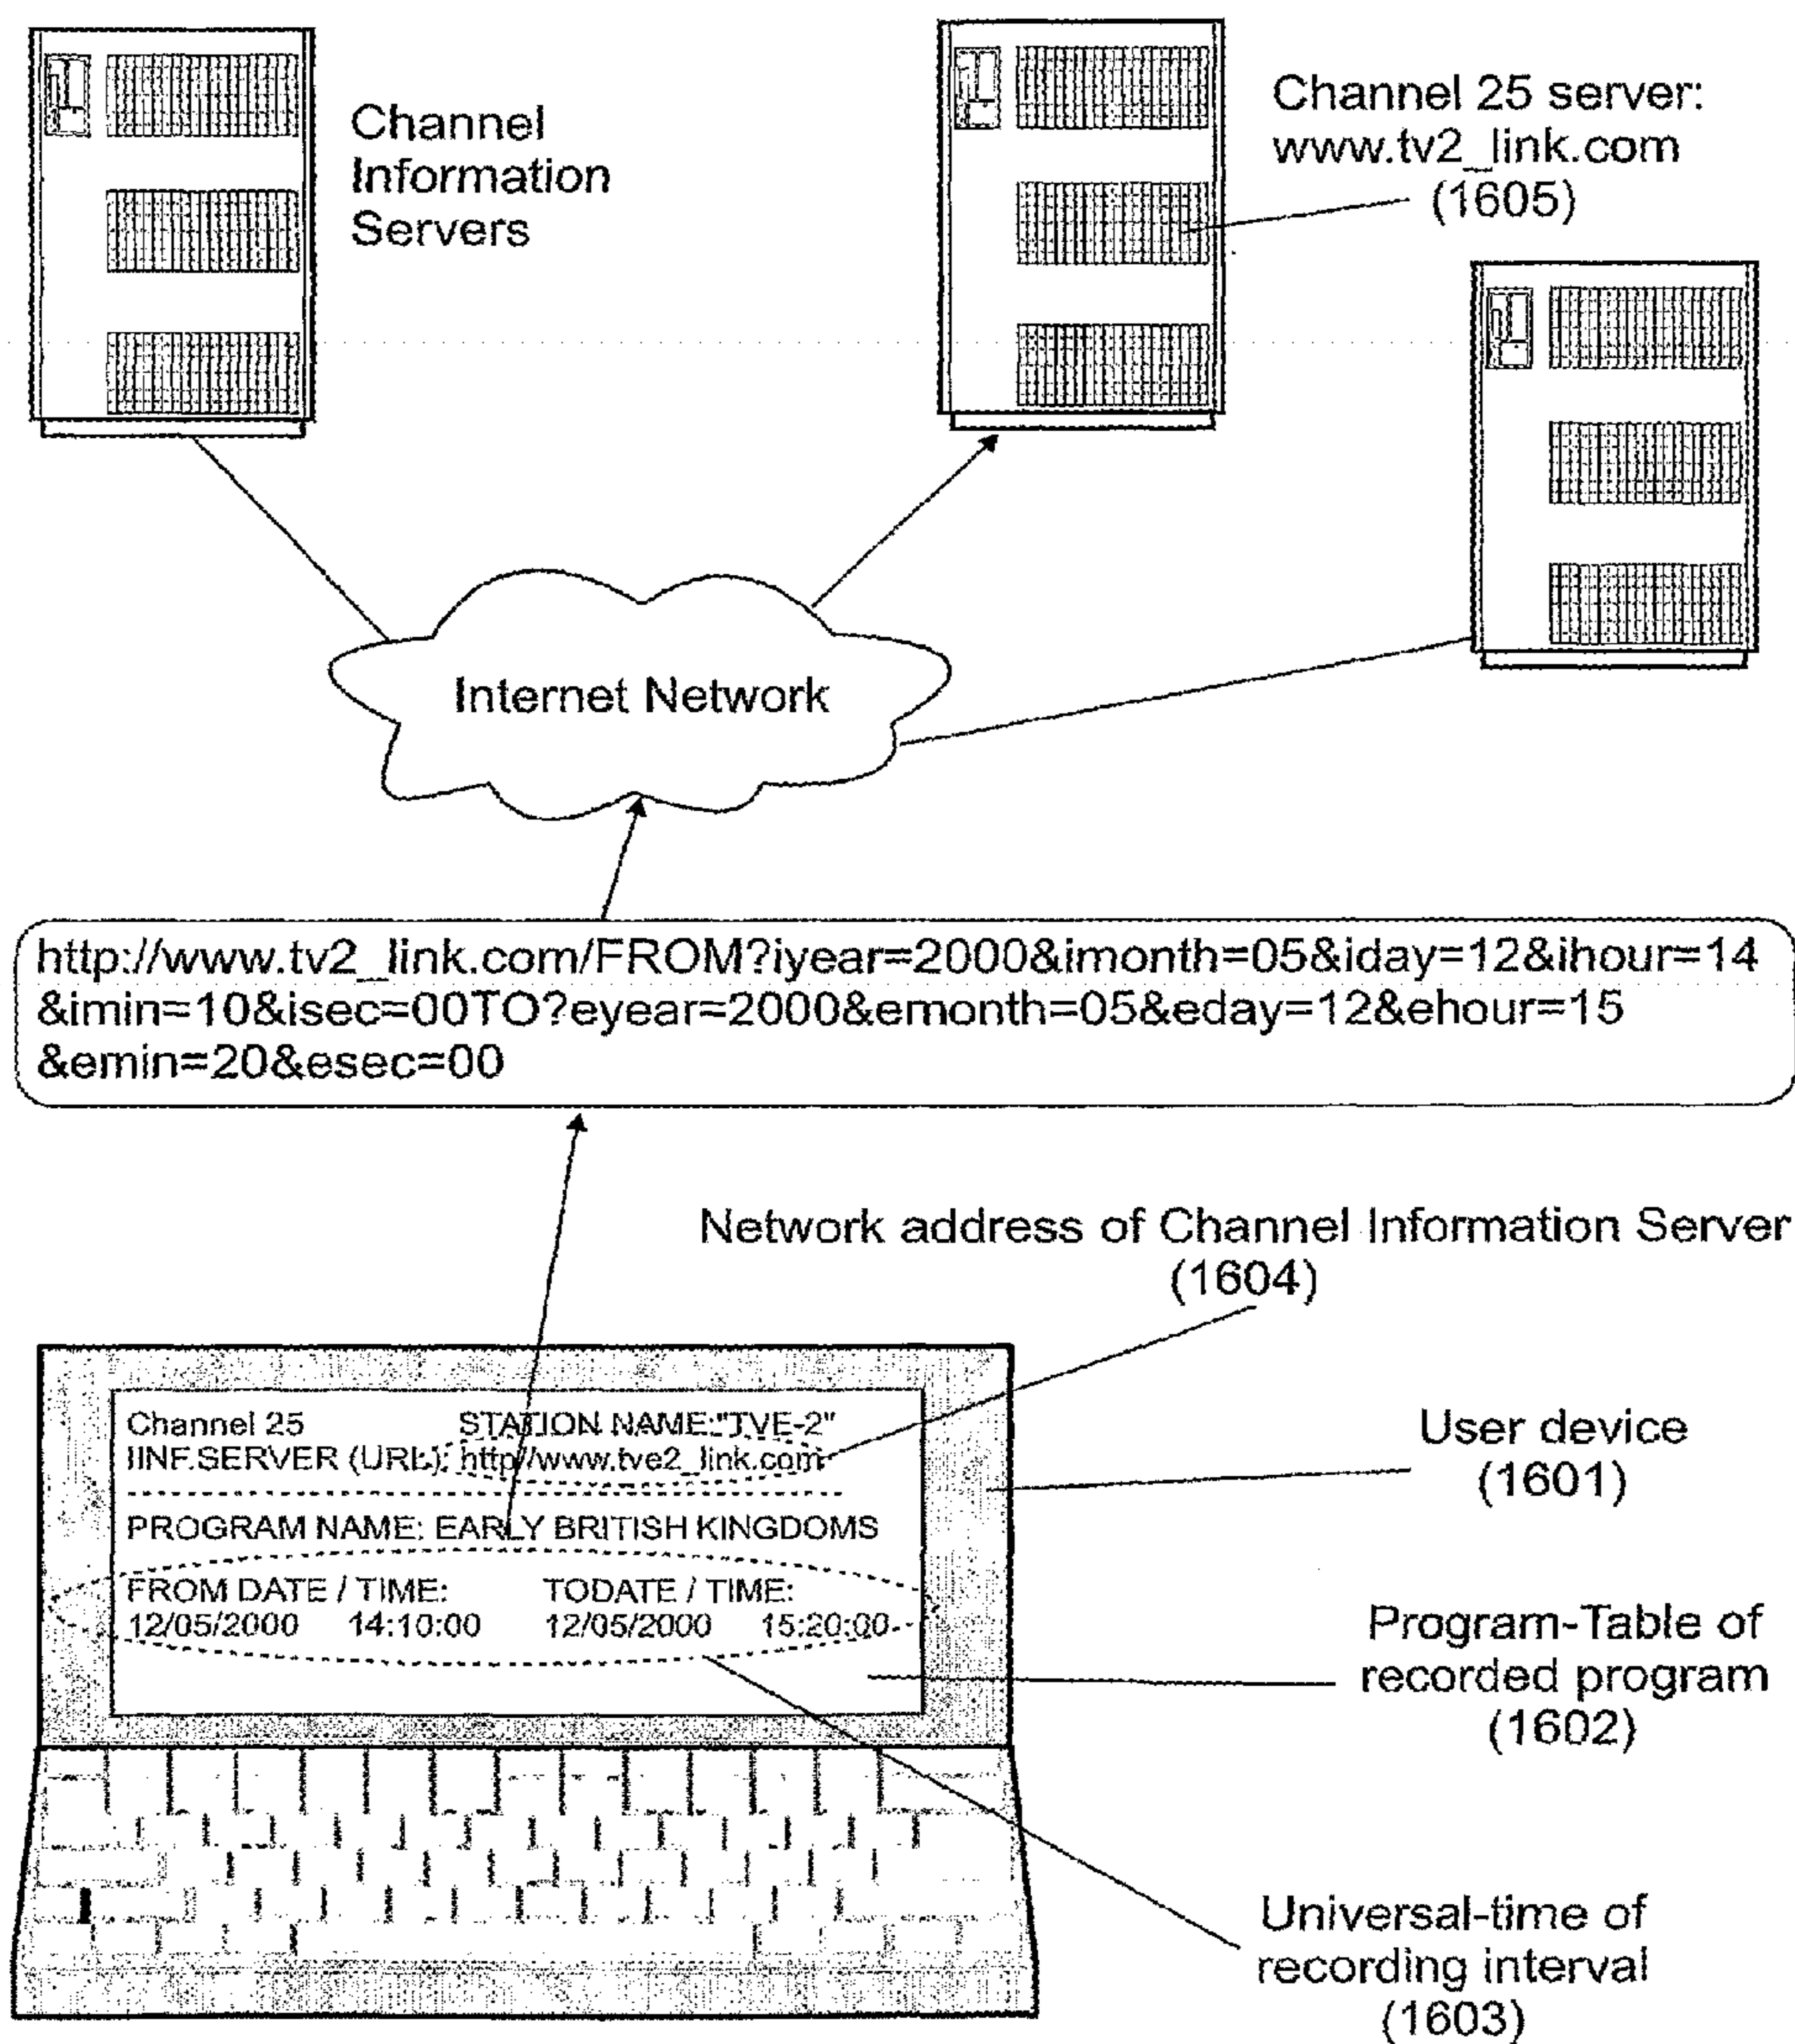 Channel
Information
Servers
Channel 25 server:
www.tv2_link.com
(1605)
Internet Network
http://www.tv2_link.com/FROM?iyear=2000&imonth=05&iday=12&ihour=14
&imin=10&isec=00TO?eyear=2000&emonth=05&eday=12&ehour=15
&emin=20&esec=00
Network address of Channel Information Server
(1604)
Channel 25 STATION NAME:"TVE-2"
IINF.SERVER (URL): http//www.tve2_link.com
PROGRAM NAME: EARLY BRITISH KINGDOMS
FROM DATE / TIME: TODATE / TIME:
12/05/2000 14:10:00 12/05/2000 15:20:00
User device
(1601)
Program-Table of
recorded program
(1602)
Universal-time of
recording interval
(1603)